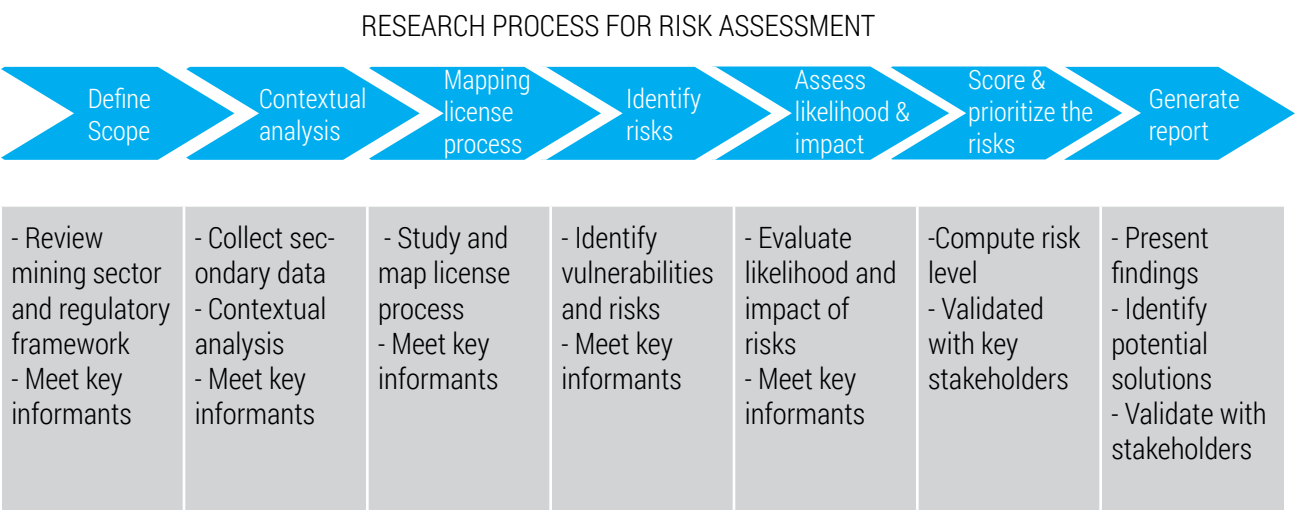 RESEARCH PROCESS FOR RISK ASSESSMENT
Define
Scope
Contextual
analysis
Mapping
license
process
Identify
risks
Assess
likelihood &
impact
Score &
prioritize the
risks
Generate
report
- Review
mining sector
and regulatory
framework
- Meet key
informants
- Collect sec-
ondary data
- Contextual
analysis
- Meet key
informants
- Study and
map license
process
- Meet key
informants
- Identify
vulnerabilities
and risks
- Meet key
informants
- Evaluate
likelihood and
impact of
risks
- Meet key
informants
-Compute risk
level
- Validated
with key
stakeholders
- Present
findings
- Identify
potential
solutions
- Validate with
stakeholders